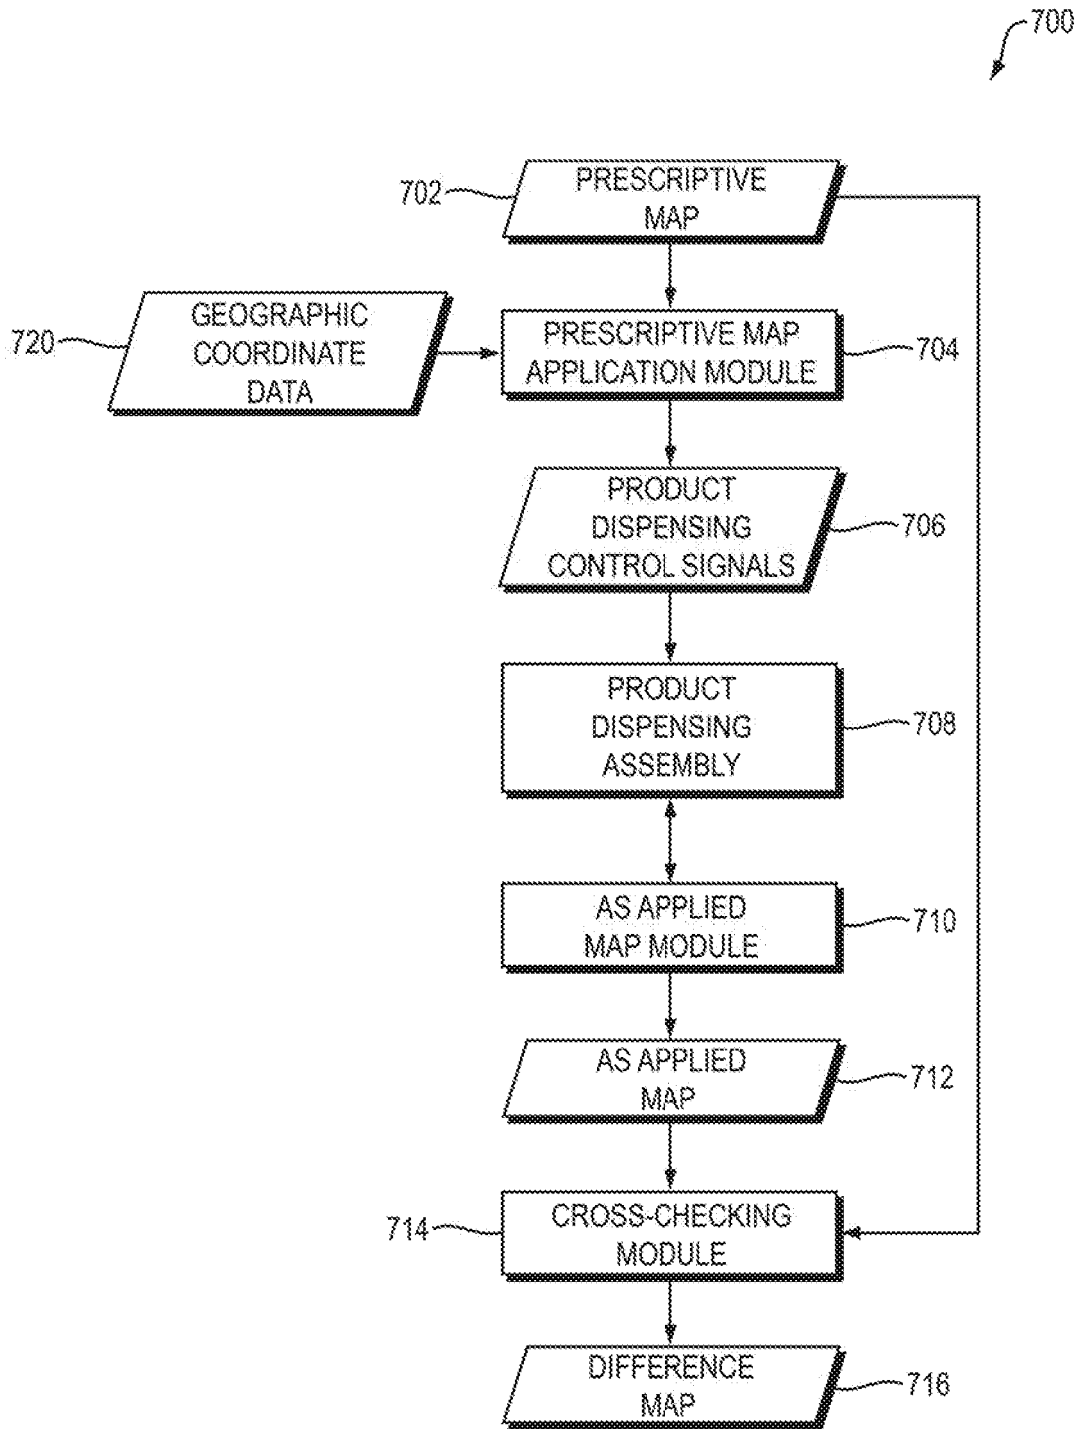 700
702
PRESCRIPTIVE
MAP
720
GEOGRAPHIC
COORDINATE
DATA
PRESCRIPTIVE MAP
APPLICATION MODULE
704
PRODUCT
DISPENSING
CONTROL SIGNALS
706
PRODUCT
DISPENSING
ASSEMBLY
708
AS APPLIED
MAP MODULE
710
AS APPLIED
MAP
712
714
CROSS-CHECKING
MODULE
DIFFERENCE
MAP
716